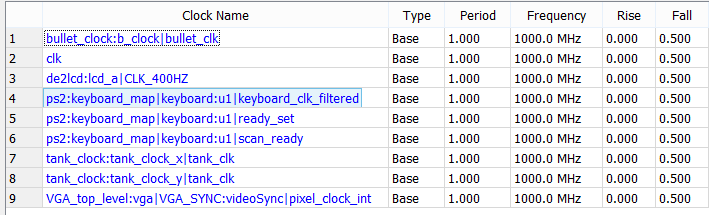 Clock Name Type Period Frequency Rise Fall
1 bullet_clock:b_clock|bullet_clk Base 1.000 1000.0 MHz 0.000 0.500
2 clk Base 1.000 1000.0 MHz 0.000 0.500
3 de2lcd:lcd_a|CLK_400HZ Base 1.000 1000.0 MHz 0.000 0.500
4 ps2:keyboard_map|keyboard:u1|keyboard_clk_filtered Base 1.000 1000.0 MHz 0.000 0.500
5 ps2:keyboard_map|keyboard:u1|ready_set Base 1.000 1000.0 MHz 0.000 0.500
6 ps2:keyboard_map|keyboard:u1|scan_ready Base 1.000 1000.0 MHz 0.000 0.500
7 tank_clock:tank_clock_x|tank_clk Base 1.000 1000.0 MHz 0.000 0.500
8 tank_clock:tank_clock_y|tank_clk Base 1.000 1000.0 MHz 0.000 0.500
9 VGA_top_level:vga|VGA_SYNC:videoSync|pixel_clock_int Base 1.000 1000.0 MHz 0.000 0.500